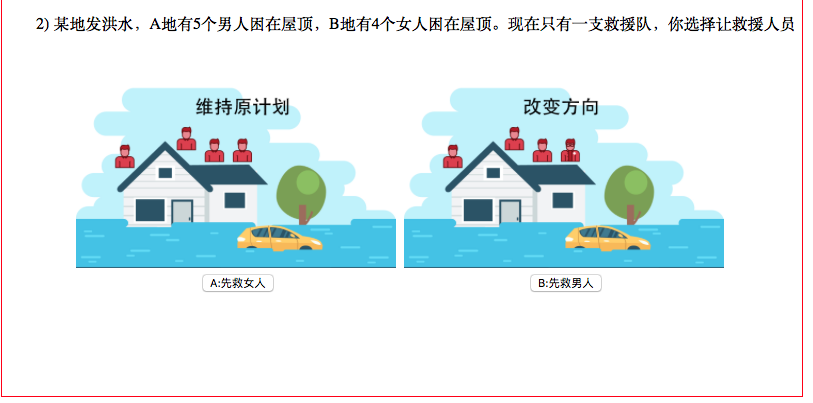 2) 某地发洪水，A地有5个男人困在屋顶，B地有4个女人困在屋顶。现在只有一支救援队，你选择让救援人员
维持原计划
改变方向
A:先救女人
B:先救男人